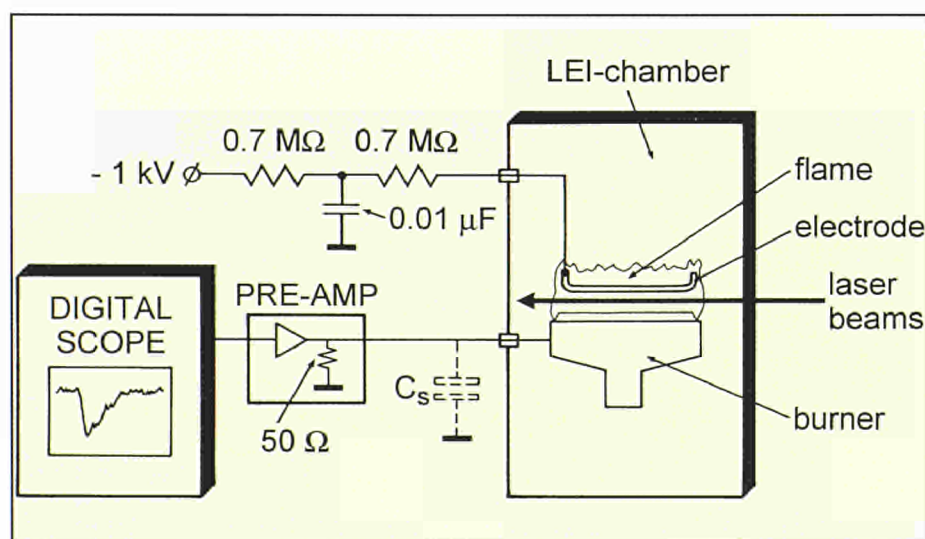 LEI-chamber
0.7 MΩ
0.7 MΩ
- 1 kV
0.01 μF
flame
electrode
laser
beams
burner
DIGITAL
SCOPE
PRE-AMP
Cs
50 Ω